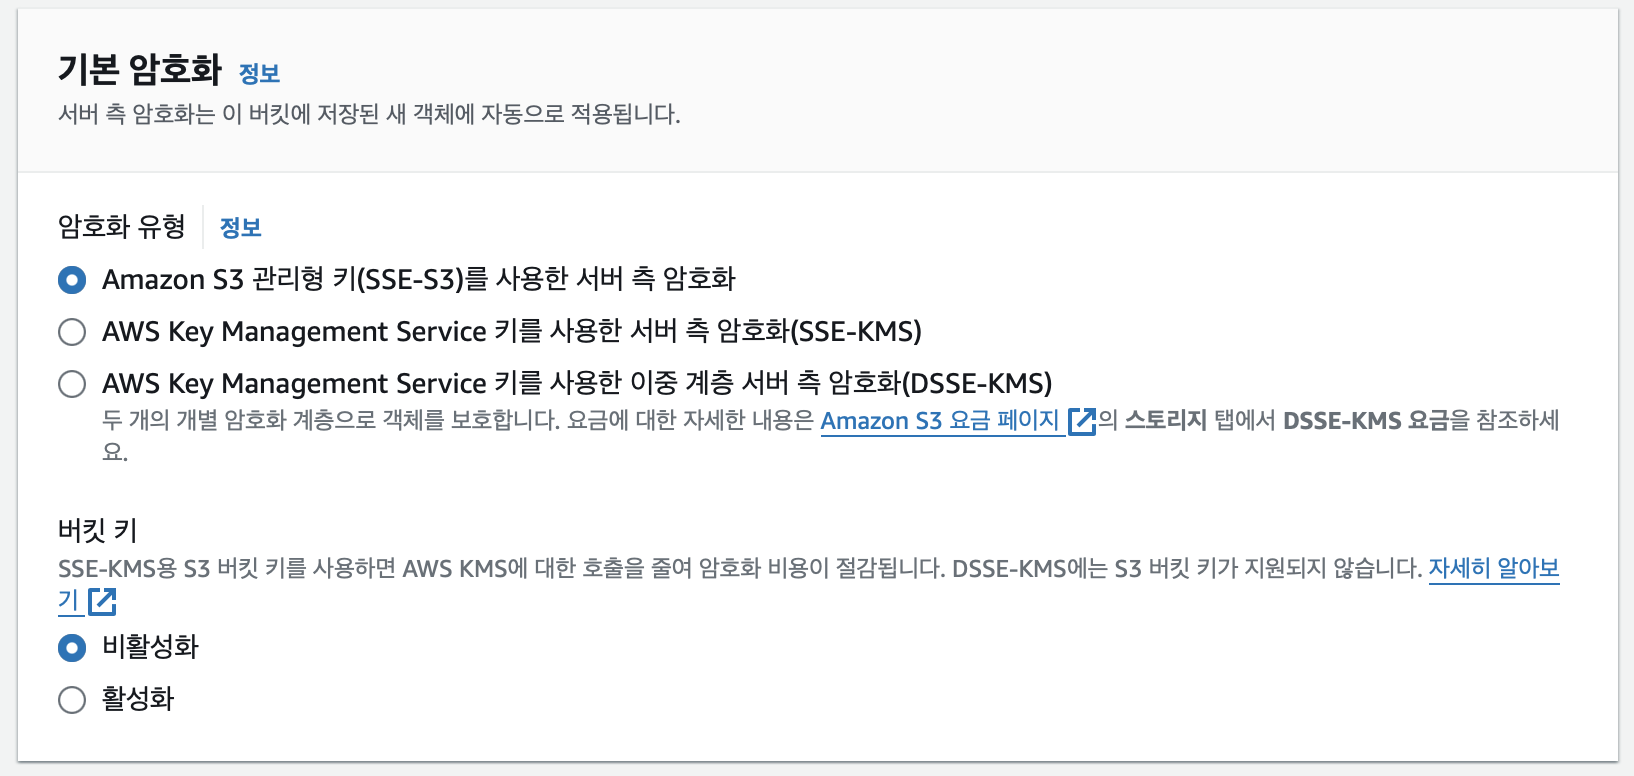 기본 암호화 정보
서버 측 암호화는 이 버킷에 저장된 새 객체에 자동으로 적용됩니다.
암호화 유형 정보
Amazon S3 관리형 키(SSE-S3)를 사용한 서버 측 암호화
AWS Key Management Service 키를 사용한 서버 측 암호화(SSE-KMS)
AWS Key Management Service 키를 사용한 이중 계층 서버 측 암호화(DSSE-KMS)
두 개의 개별 암호화 계층으로 객체를 보호합니다. 요금에 대한 자세한 내용은 Amazon S3 요금 페이지 의 스토리지 탭에서 DSSE-KMS 요금을 참조하세
요.
버킷 키
SSE-KMS용 S3 버킷 키를 사용하면 AWS KMS에 대한 호출을 줄여 암호화 비용이 절감됩니다. DSSE-KMS에는 S3 버킷 키가 지원되지 않습니다. 자세히 알아보
기
비활성화
활성화